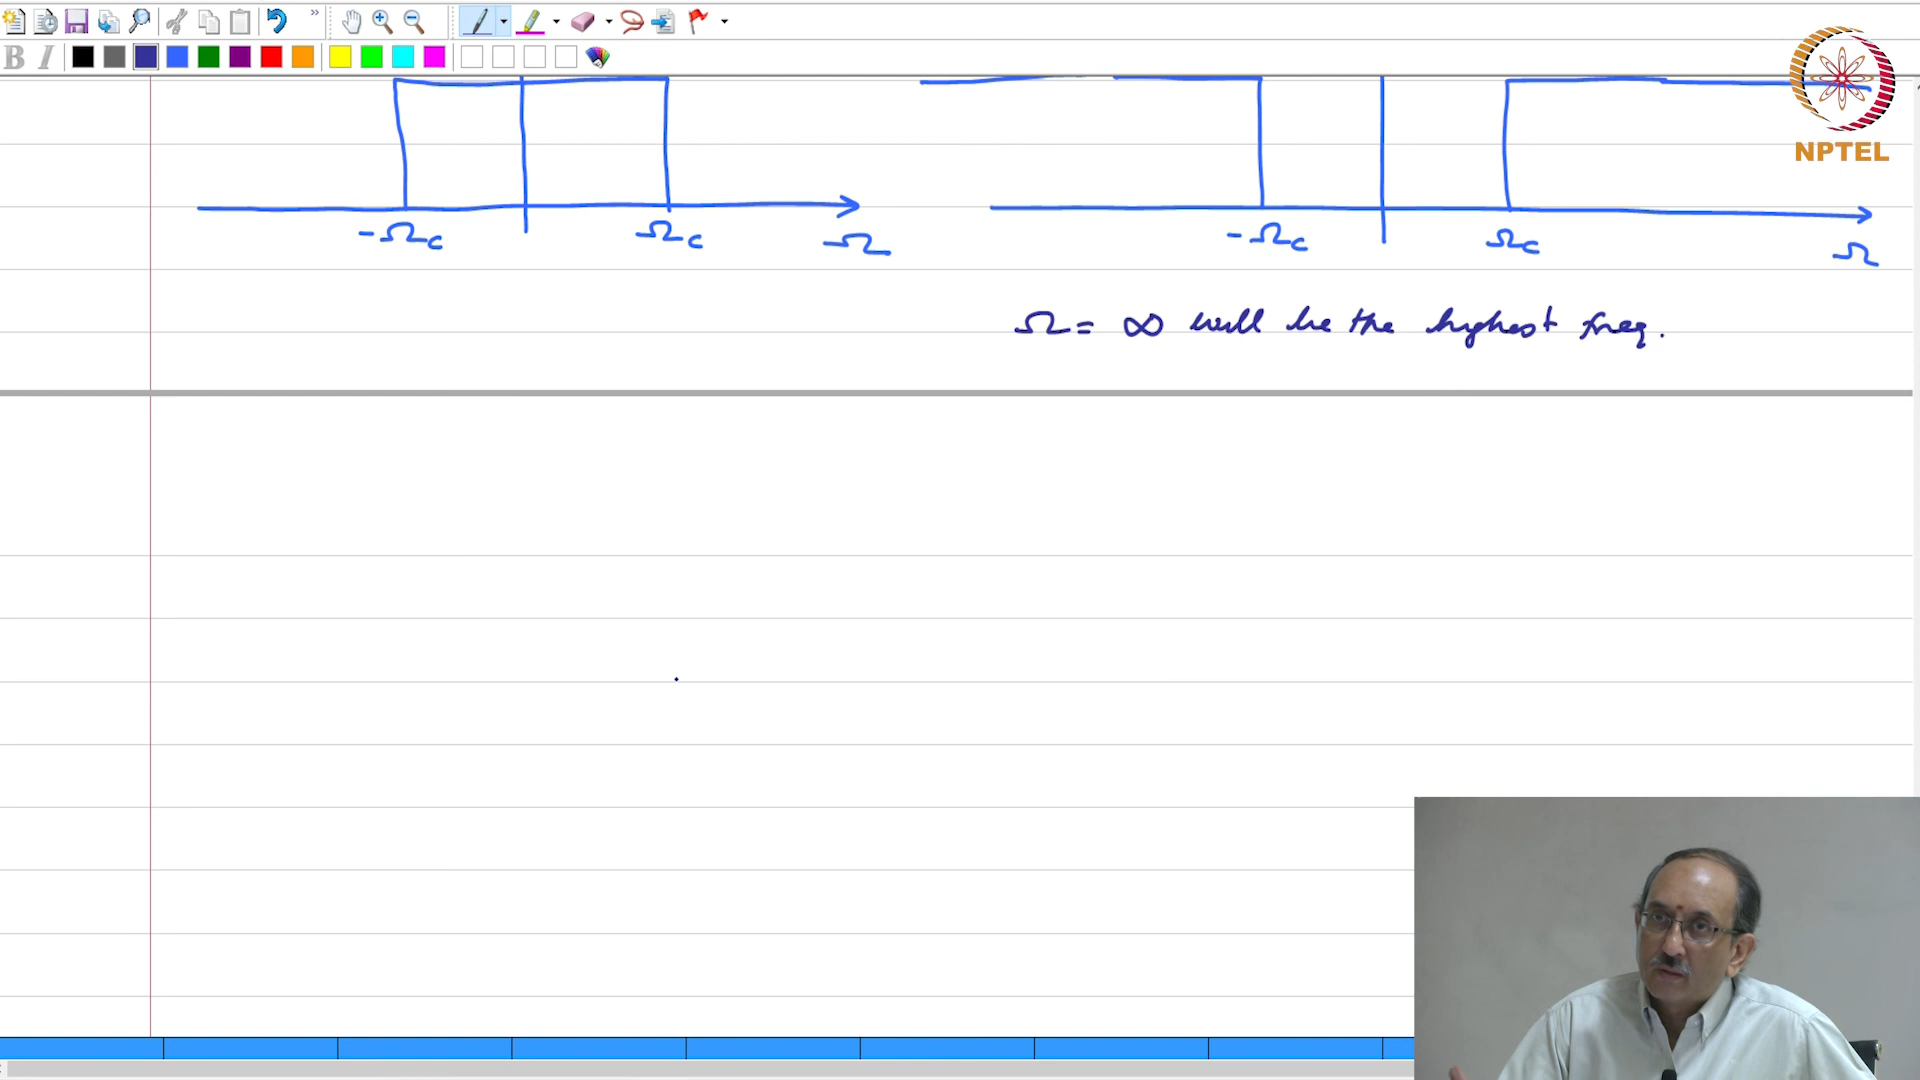 B I
NPTEL
-Ωc Ωc Ω -Ωc Ωc Ω
Ω = ∞ will be the highest freq.